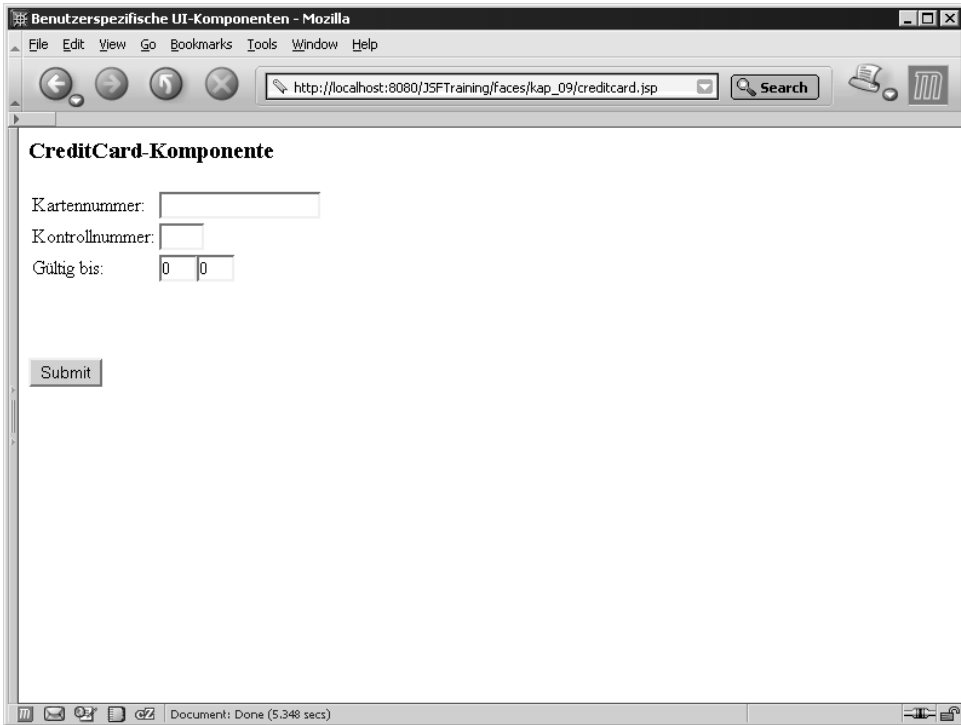 Benutzerspezifische UI-Komponenten - Mozilla
File Edit View Go Bookmarks Tools Window Help
http://localhost:8080/JSFTraining/faces/kap_09/creditcard.jsp Search
CreditCard-Komponente
Kartennummer:
Kontrollnummer:
Gültig bis: 0 0
Submit
Document: Done (5.348 secs)